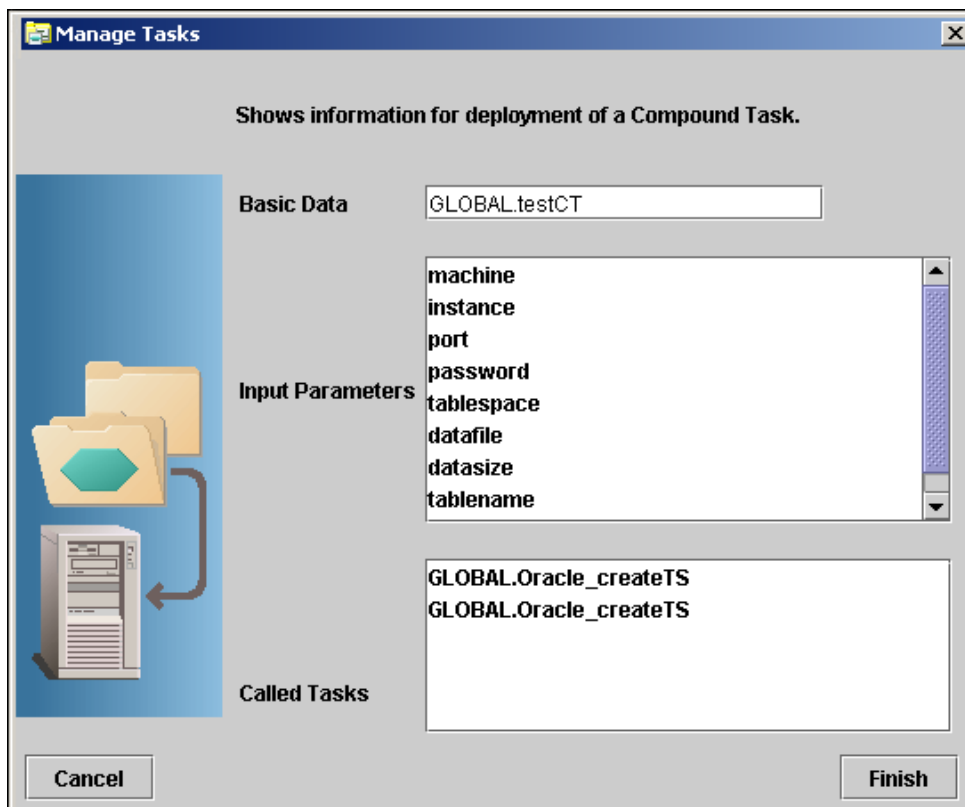 Manage Tasks
Shows information for deployment of a Compound Task.
Basic Data
GLOBAL.testCT
Input Parameters
machine
instance
port
password
tablespace
datafile
datasize
tablename
Called Tasks
GLOBAL.Oracle_createTS
GLOBAL.Oracle_createTS
Cancel
Finish